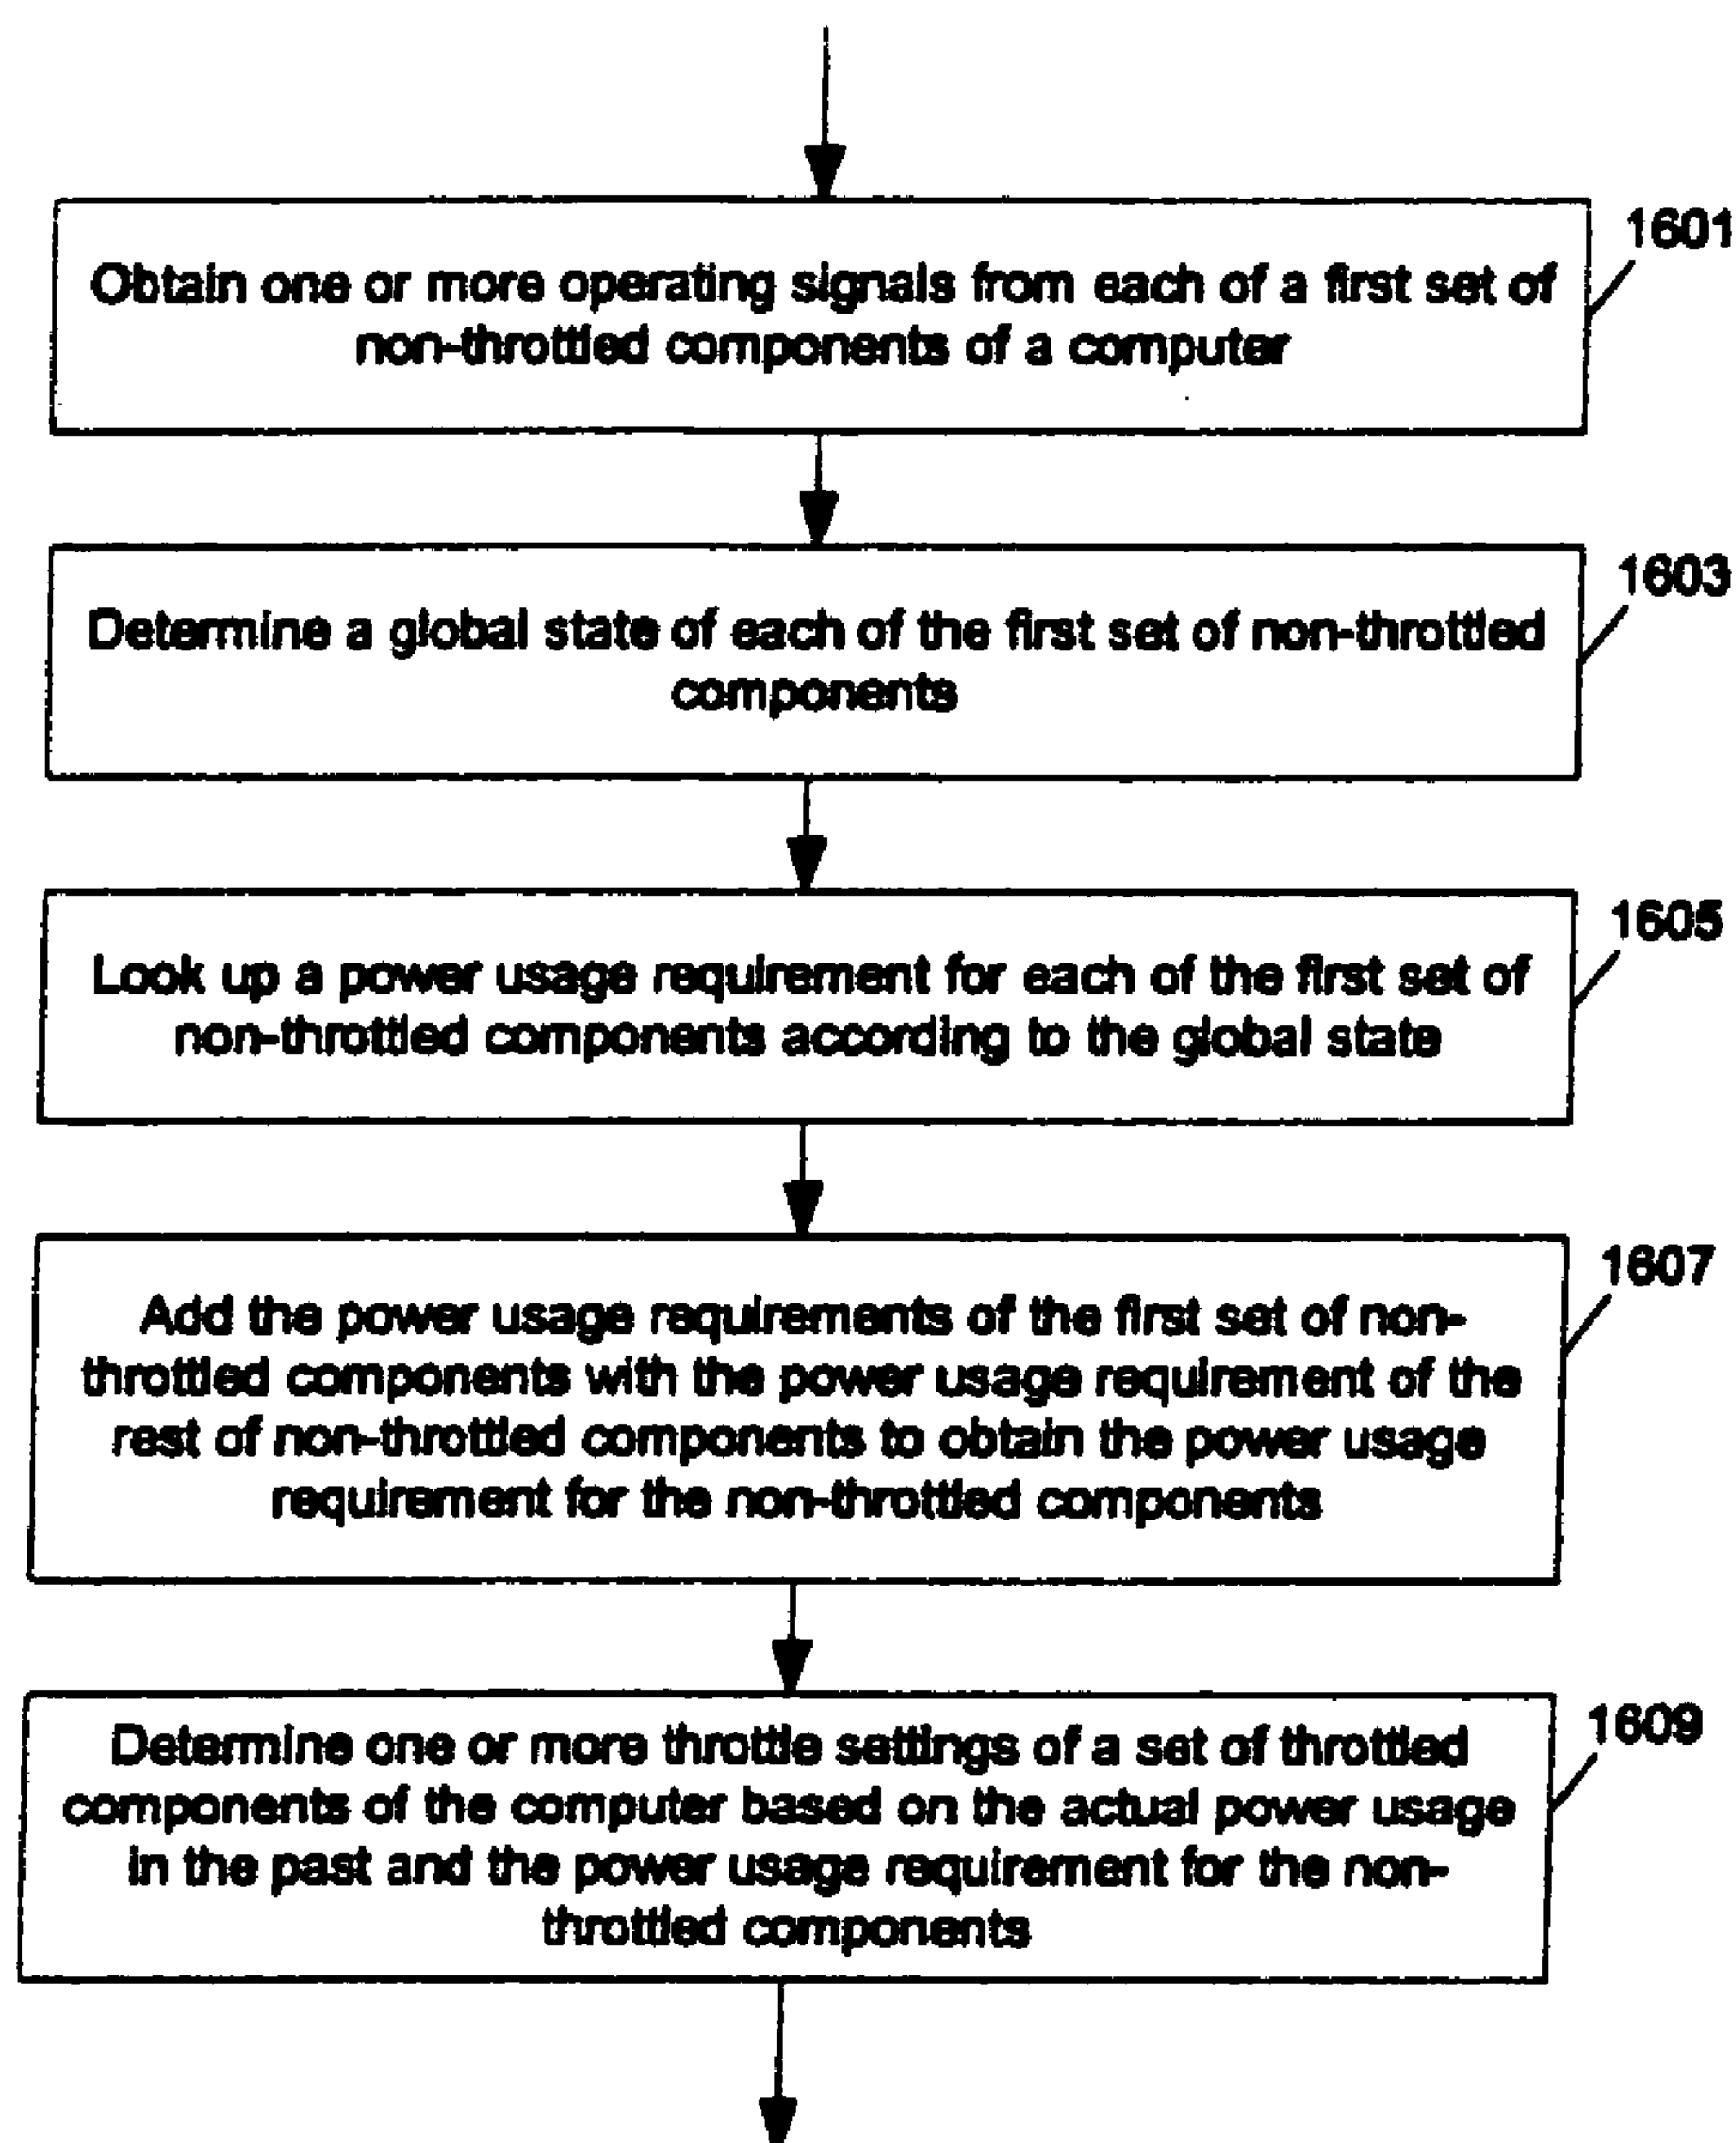 1601
Obtain one or more operating signals from each of a first set of
non-throttled components of a computer
1603
Determine a global state of each of the first set of non-throttled
components
1605
Look up a power usage requirement for each of the first set of
non-throttled components according to the global state
1607
Add the power usage requirements of the first set of non-
throttled components with the power usage requirement of the
rest of non-throttled components to obtain the power usage
requirement for the non-throttled components
1609
Determine one or more throttle settings of a set of throttled
components of the computer based on the actual power usage
in the past and the power usage requirement for the non-
throttled components